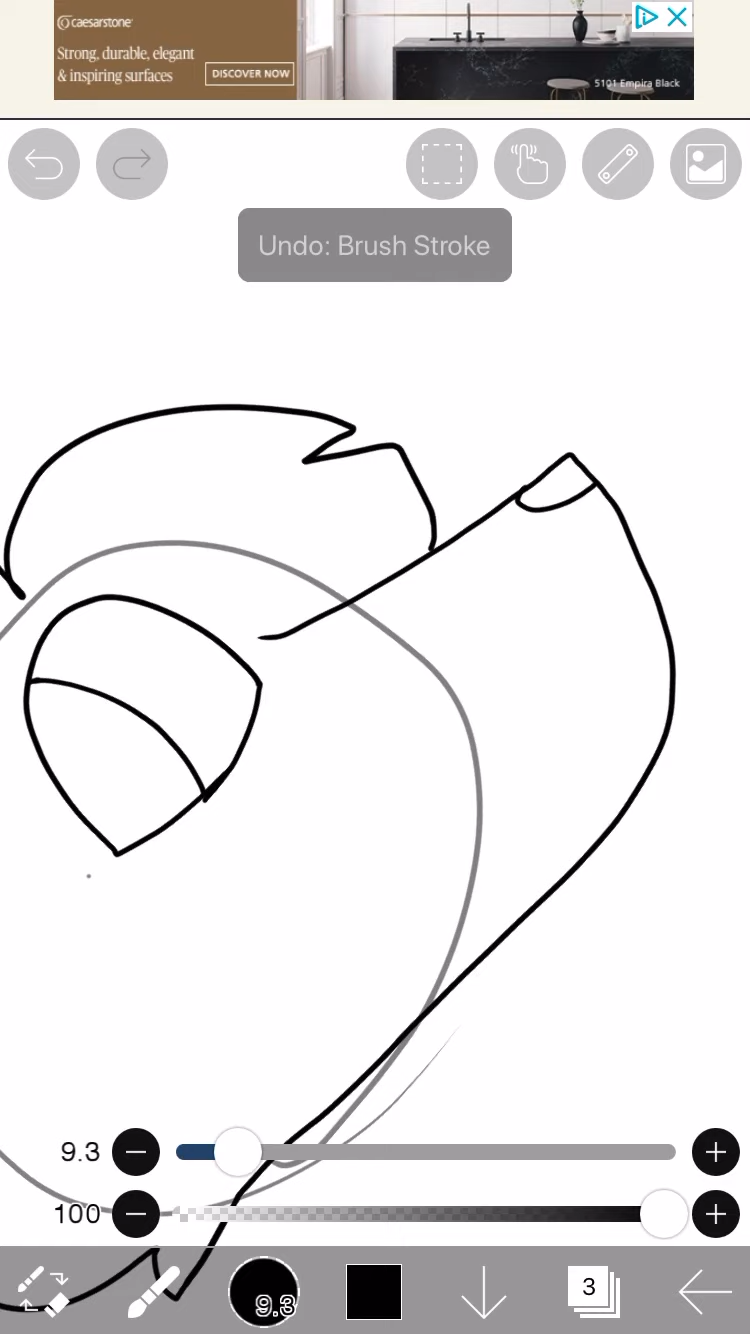 caesarstone
Strong, durable, elegant
& inspiring surfaces
DISCOVER NOW
5101 Empira Black
Undo: Brush Stroke
9.3
100
9.3
3